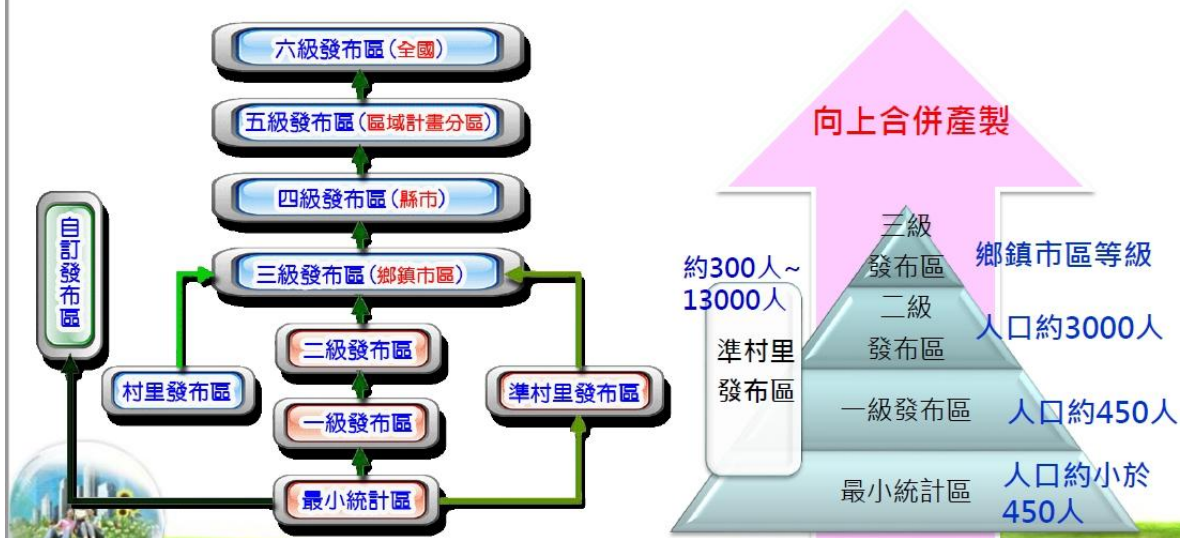 六級發布區(全國)
五級發布區(區域計畫分區)
四級發布區(縣市)
三級發布區(鄉鎮市區)
自訂發布區
二級發布區
村里發布區
準村里發布區
一級發布區
最小統計區
向上合併產製
三級
發布區
鄉鎮市區等級
約300人~
13000人
二級
發布區
人口約3000人
準村里
發布區
一級發布區
人口約450人
最小統計區
人口約小於
450人